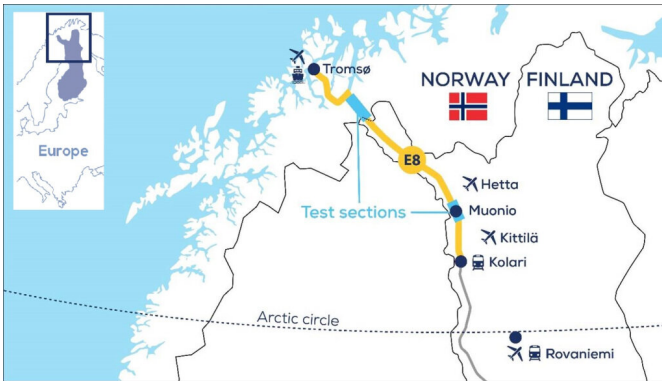 Tromsø
NORWAY
FINLAND
Europe
E8
Hetta
Test sections
Muonio
Kittilä
Kolari
Arctic circle
Rovaniemi